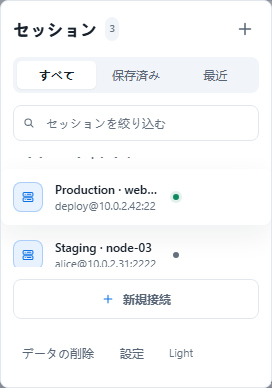 セッション 3
すべて 保存済み 最近
セッションを絞り込む
Production · web...
deploy@10.0.2.42:22
Staging · node-03
alice@10.0.2.31:2222
+ 新規接続
データの削除 設定 Light